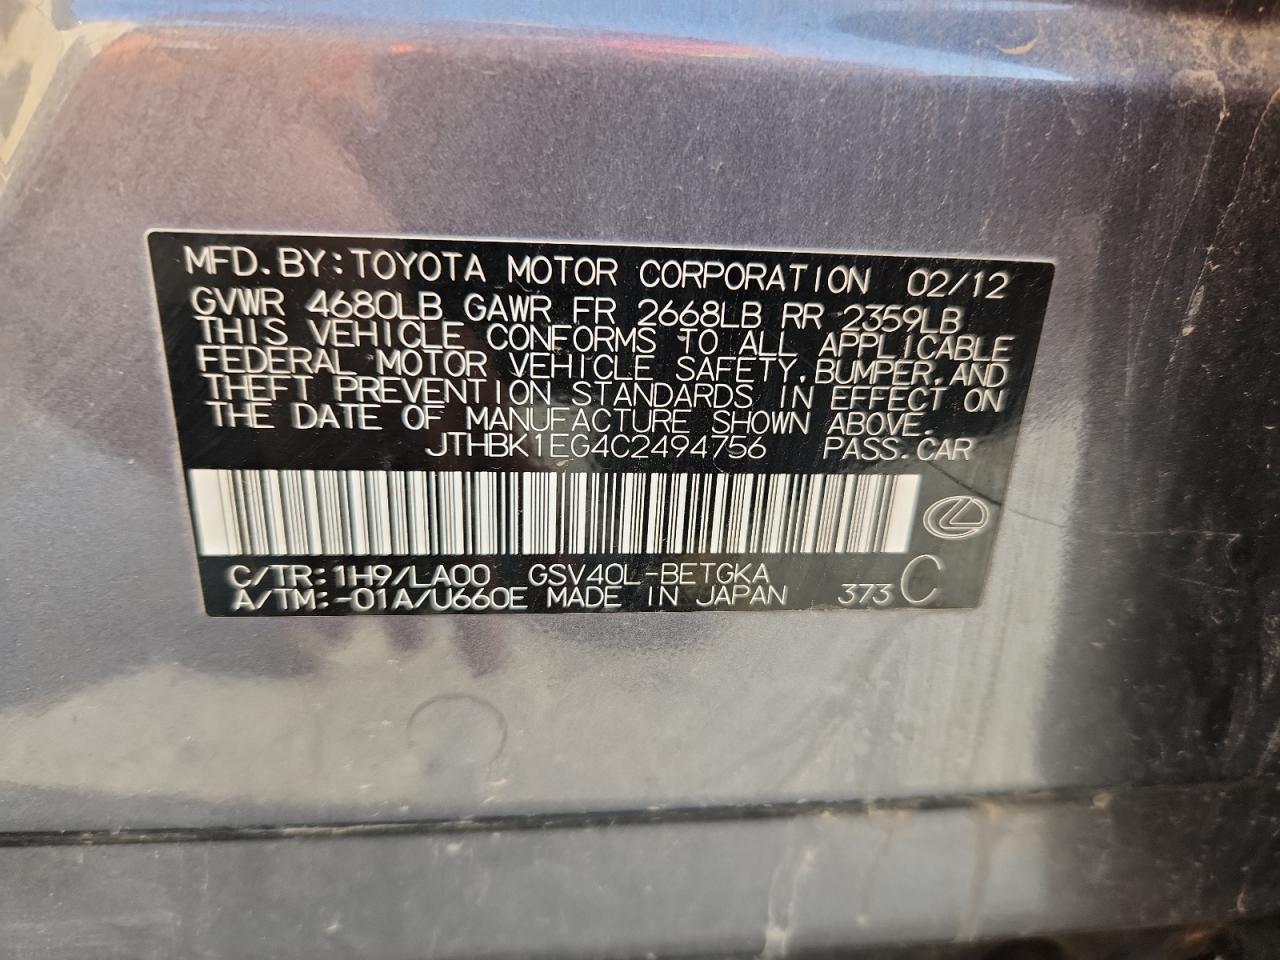 MFD.BY:TOYOTA MOTOR CORPORATION 02/12
GVWR 4680LB GAWR FR 2668LB RR 2359LB
THIS VEHICLE CONFORMS TO ALL APPLICABLE
FEDERAL MOTOR VEHICLE SAFETY,BUMPER,AND
THEFT PREVENTION STANDARDS IN EFFECT ON
THE DATE OF MANUFACTURE SHOWN ABOVE.
JTHBK1EG4C2494756 PASS.CAR
C/TR:1H9/LA00 GSV40L-BETGKA
A/TM:-01A/U660E MADE IN JAPAN 373 C